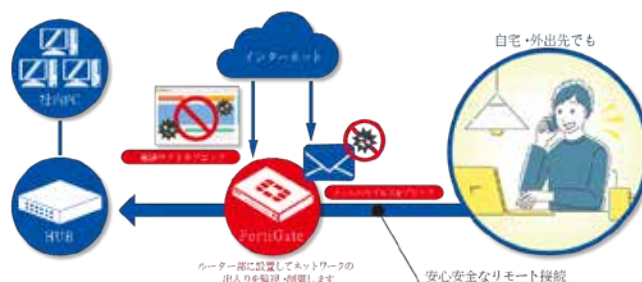 自宅・外出先でも
インターネット
社内PC
HUB
FortiGate
ルーター部に設置してネットワークの
出入りを監視・制御します
安心安全なリモート接続